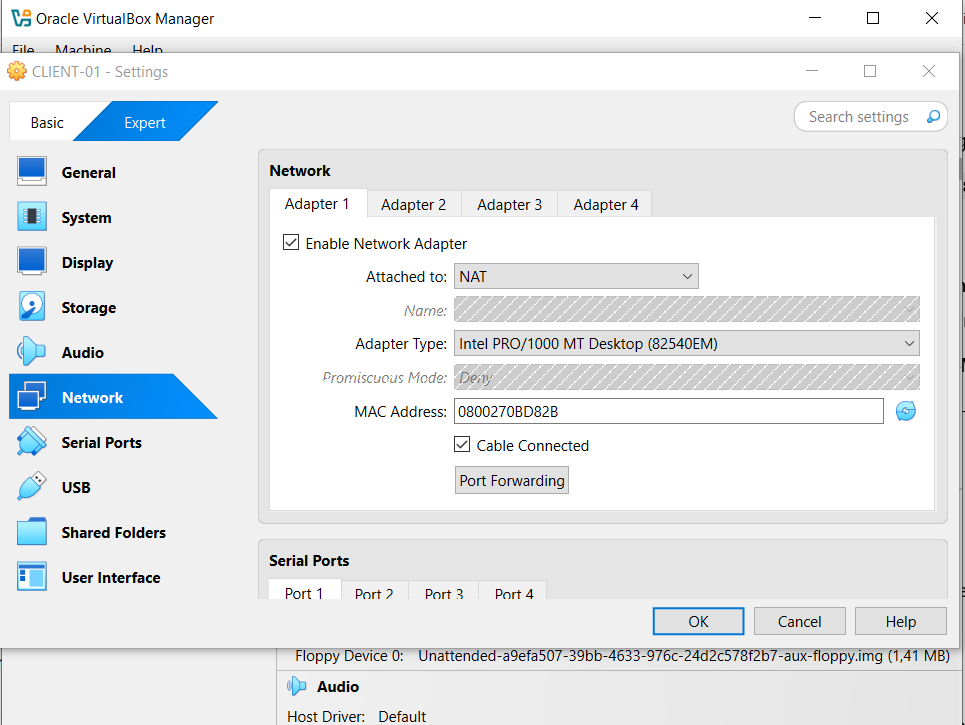 Oracle VirtualBox Manager
File Machine Help
CLIENT-01 - Settings
Basic Expert
Search settings
General
System
Display
Storage
Audio
Network
Serial Ports
USB
Shared Folders
User Interface
Network
Adapter 1 Adapter 2 Adapter 3 Adapter 4
Enable Network Adapter
Attached to: NAT
Name:
Adapter Type: Intel PRO/1000 MT Desktop (82540EM)
Promiscuous Mode: Deny
MAC Address: 0800270BD82B
Cable Connected
Port Forwarding
Serial Ports
Port 1 Port 2 Port 3 Port 4
OK Cancel Help
Floppy Device 0: Unattended-a9efa507-39bb-4633-976c-24d2c578f2b7-aux-floppy.img (1,41 MB)
Audio
Host Driver: Default